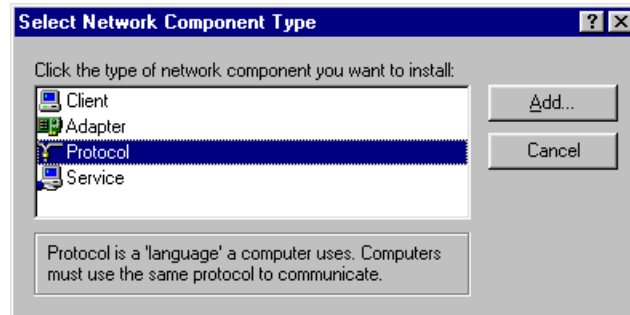 Select Network Component Type
Click the type of network component you want to install:
Client
Adapter
Protocol
Service
Add...
Cancel
Protocol is a 'language' a computer uses. Computers
must use the same protocol to communicate.